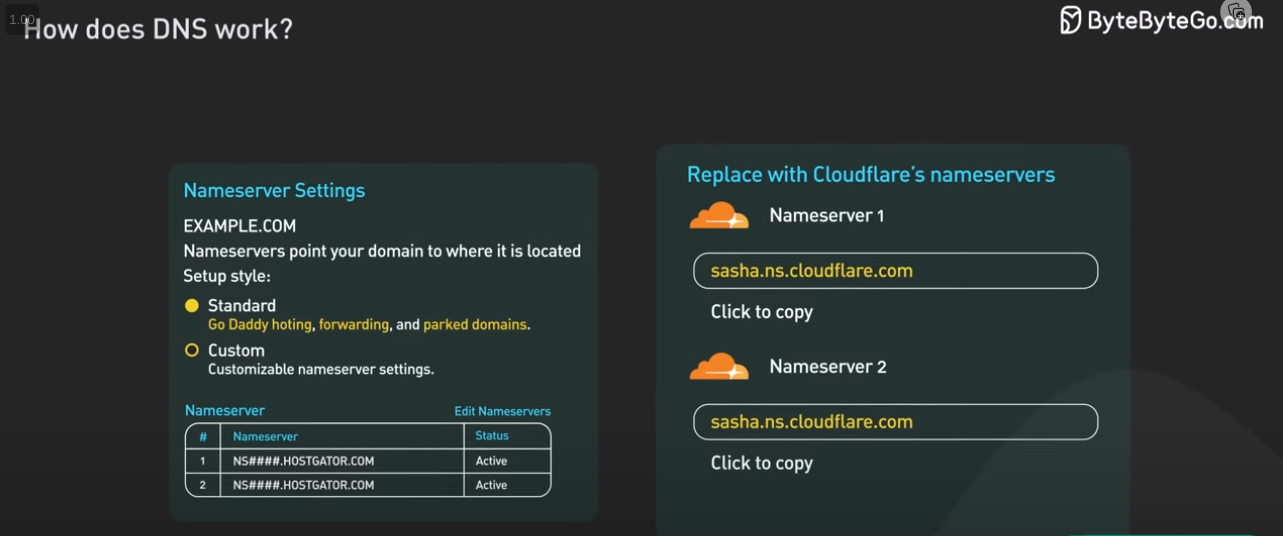 1.00
How does DNS work?
ByteByteGo.com
Nameserver Settings
EXAMPLE.COM
Nameservers point your domain to where it is located
Setup style:
Standard
Go Daddy hoting, forwarding, and parked domains.
Custom
Customizable nameserver settings.
Nameserver Edit Nameservers
# Nameserver Status
1 NS####.HOSTGATOR.COM Active
2 NS####.HOSTGATOR.COM Active
Replace with Cloudflare's nameservers
Nameserver 1
sasha.ns.cloudflare.com
Click to copy
Nameserver 2
sasha.ns.cloudflare.com
Click to copy